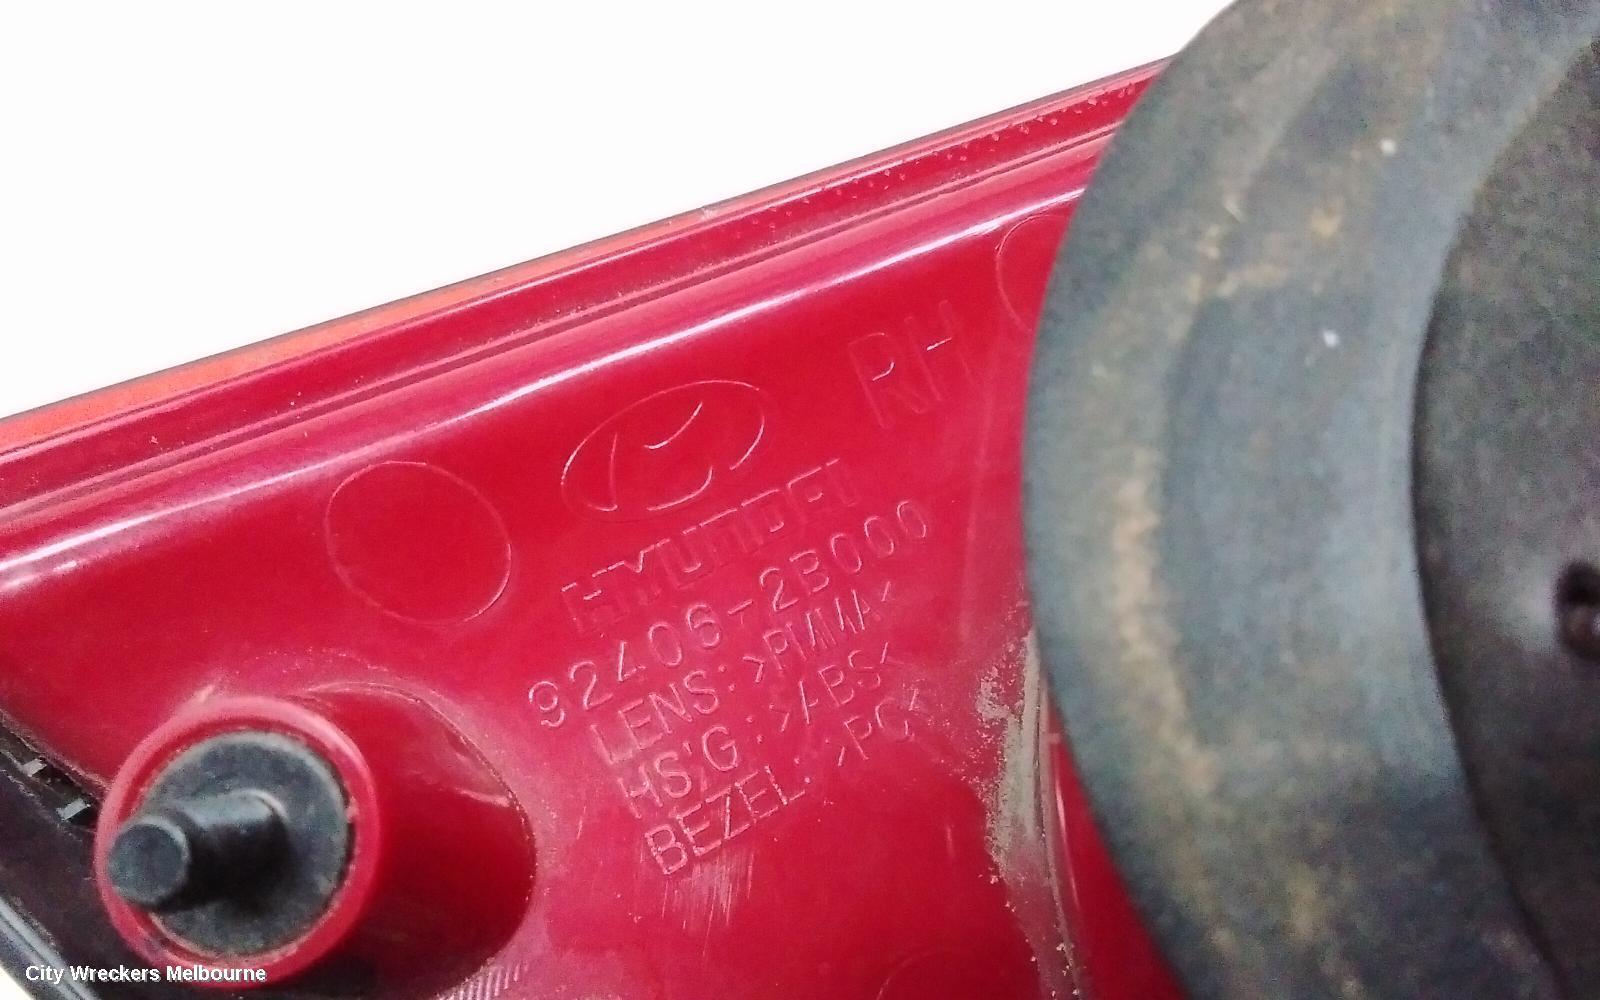 RH
HYUNDAI
92406-2B000
LENS: >PMMA<
HS'G: >ABS<
BEZEL: >PC<
City Wreckers Melbourne